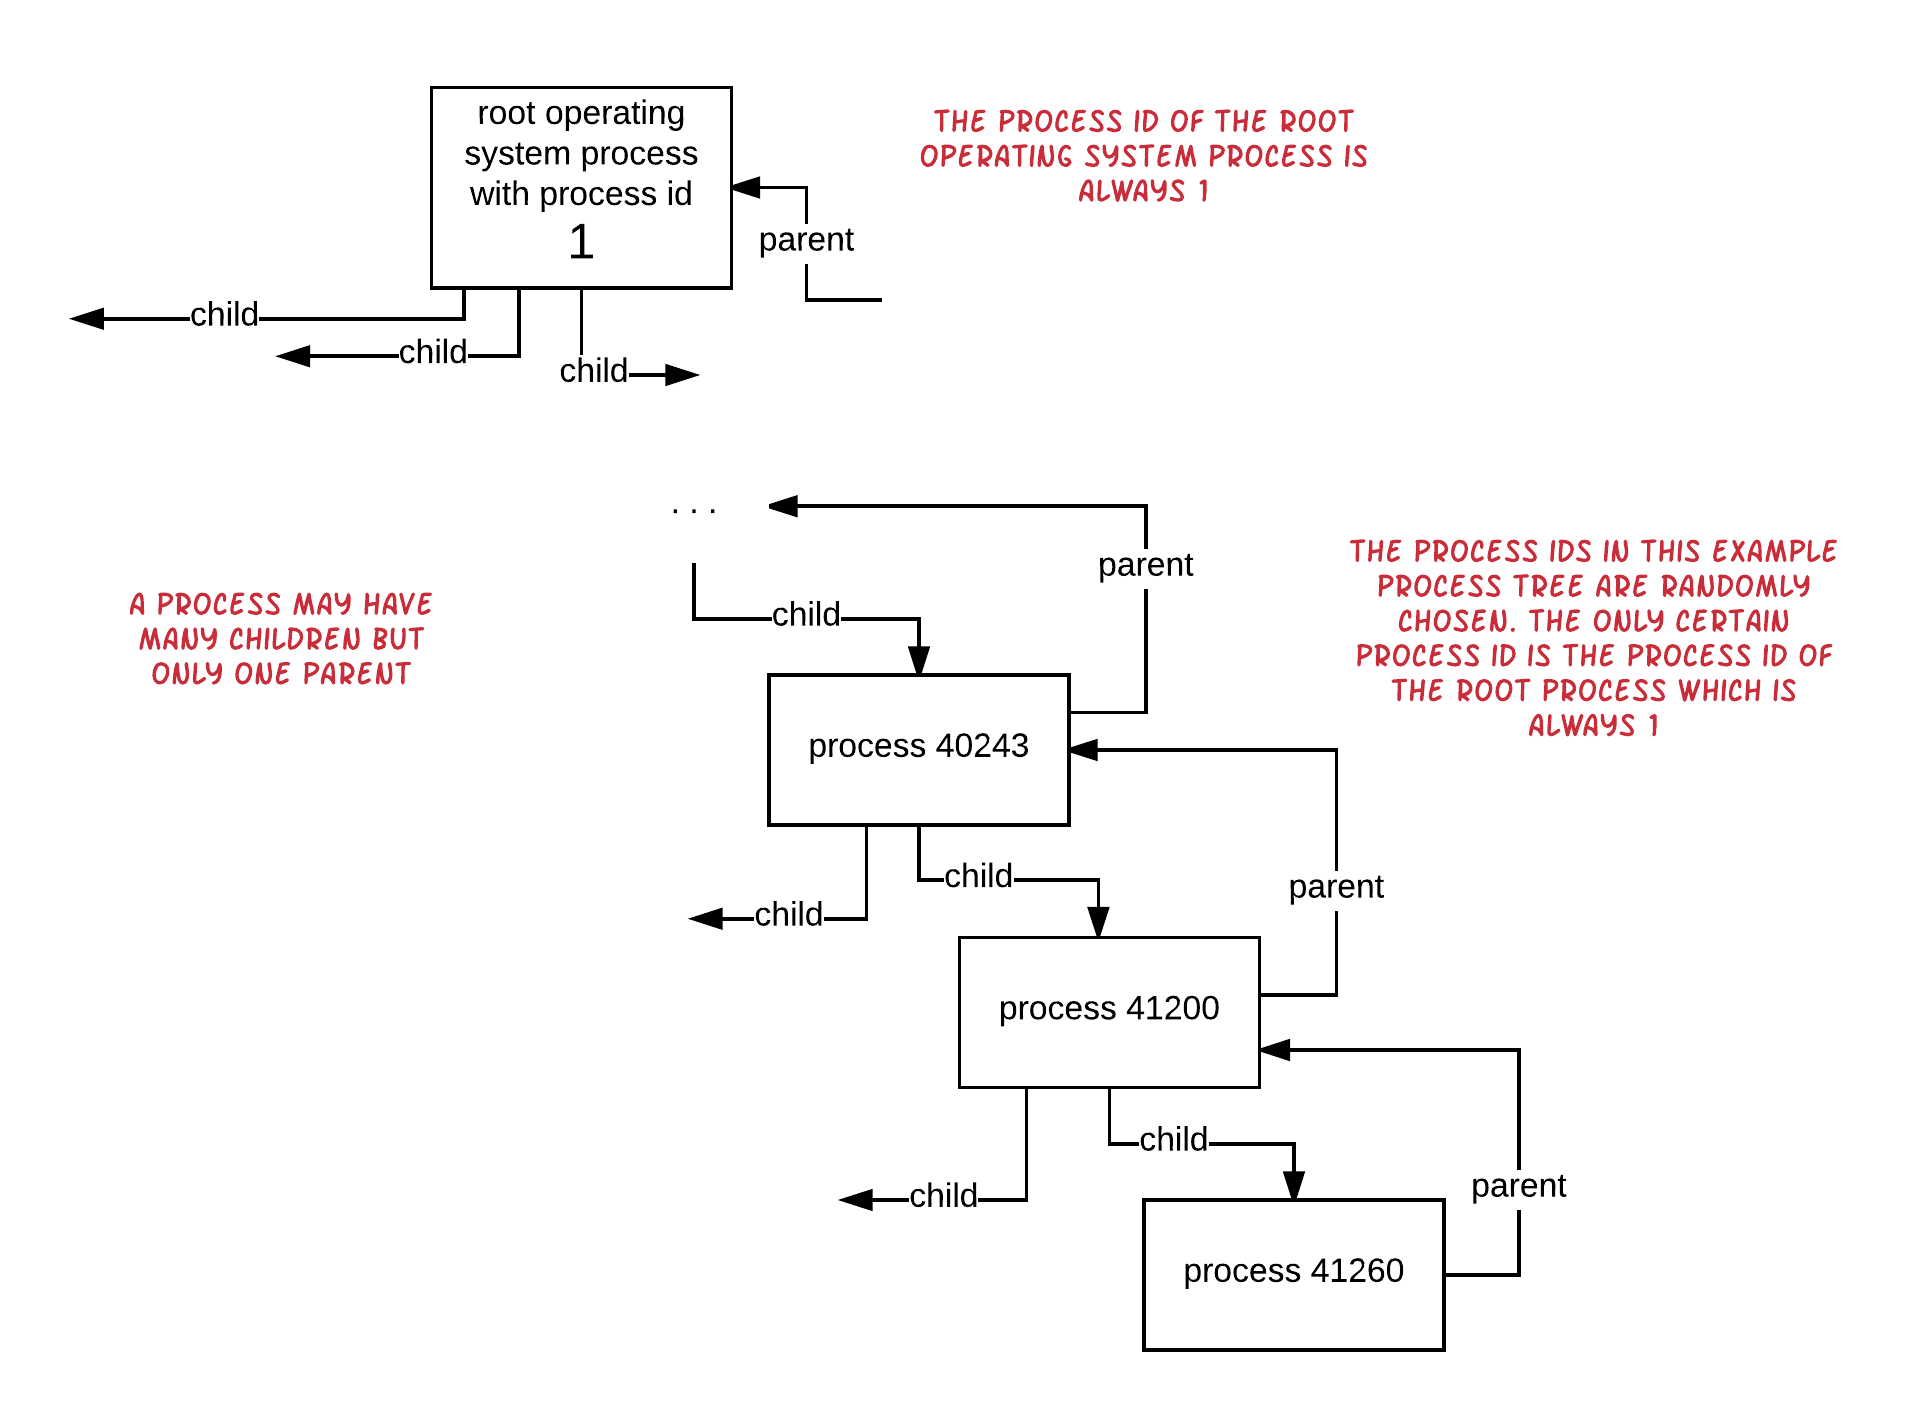 root operating
system process
with process id
1
THE PROCESS ID OF THE ROOT
OPERATING SYSTEM PROCESS IS
ALWAYS 1
parent
child
child
child
. . .
parent
child
A PROCESS MAY HAVE
MANY CHILDREN BUT
ONLY ONE PARENT
THE PROCESS IDS IN THIS EXAMPLE
PROCESS TREE ARE RANDOMLY
CHOSEN. THE ONLY CERTAIN
PROCESS ID IS THE PROCESS ID OF
THE ROOT PROCESS WHICH IS
ALWAYS 1
process 40243
child
child
parent
process 41200
child
child
parent
process 41260